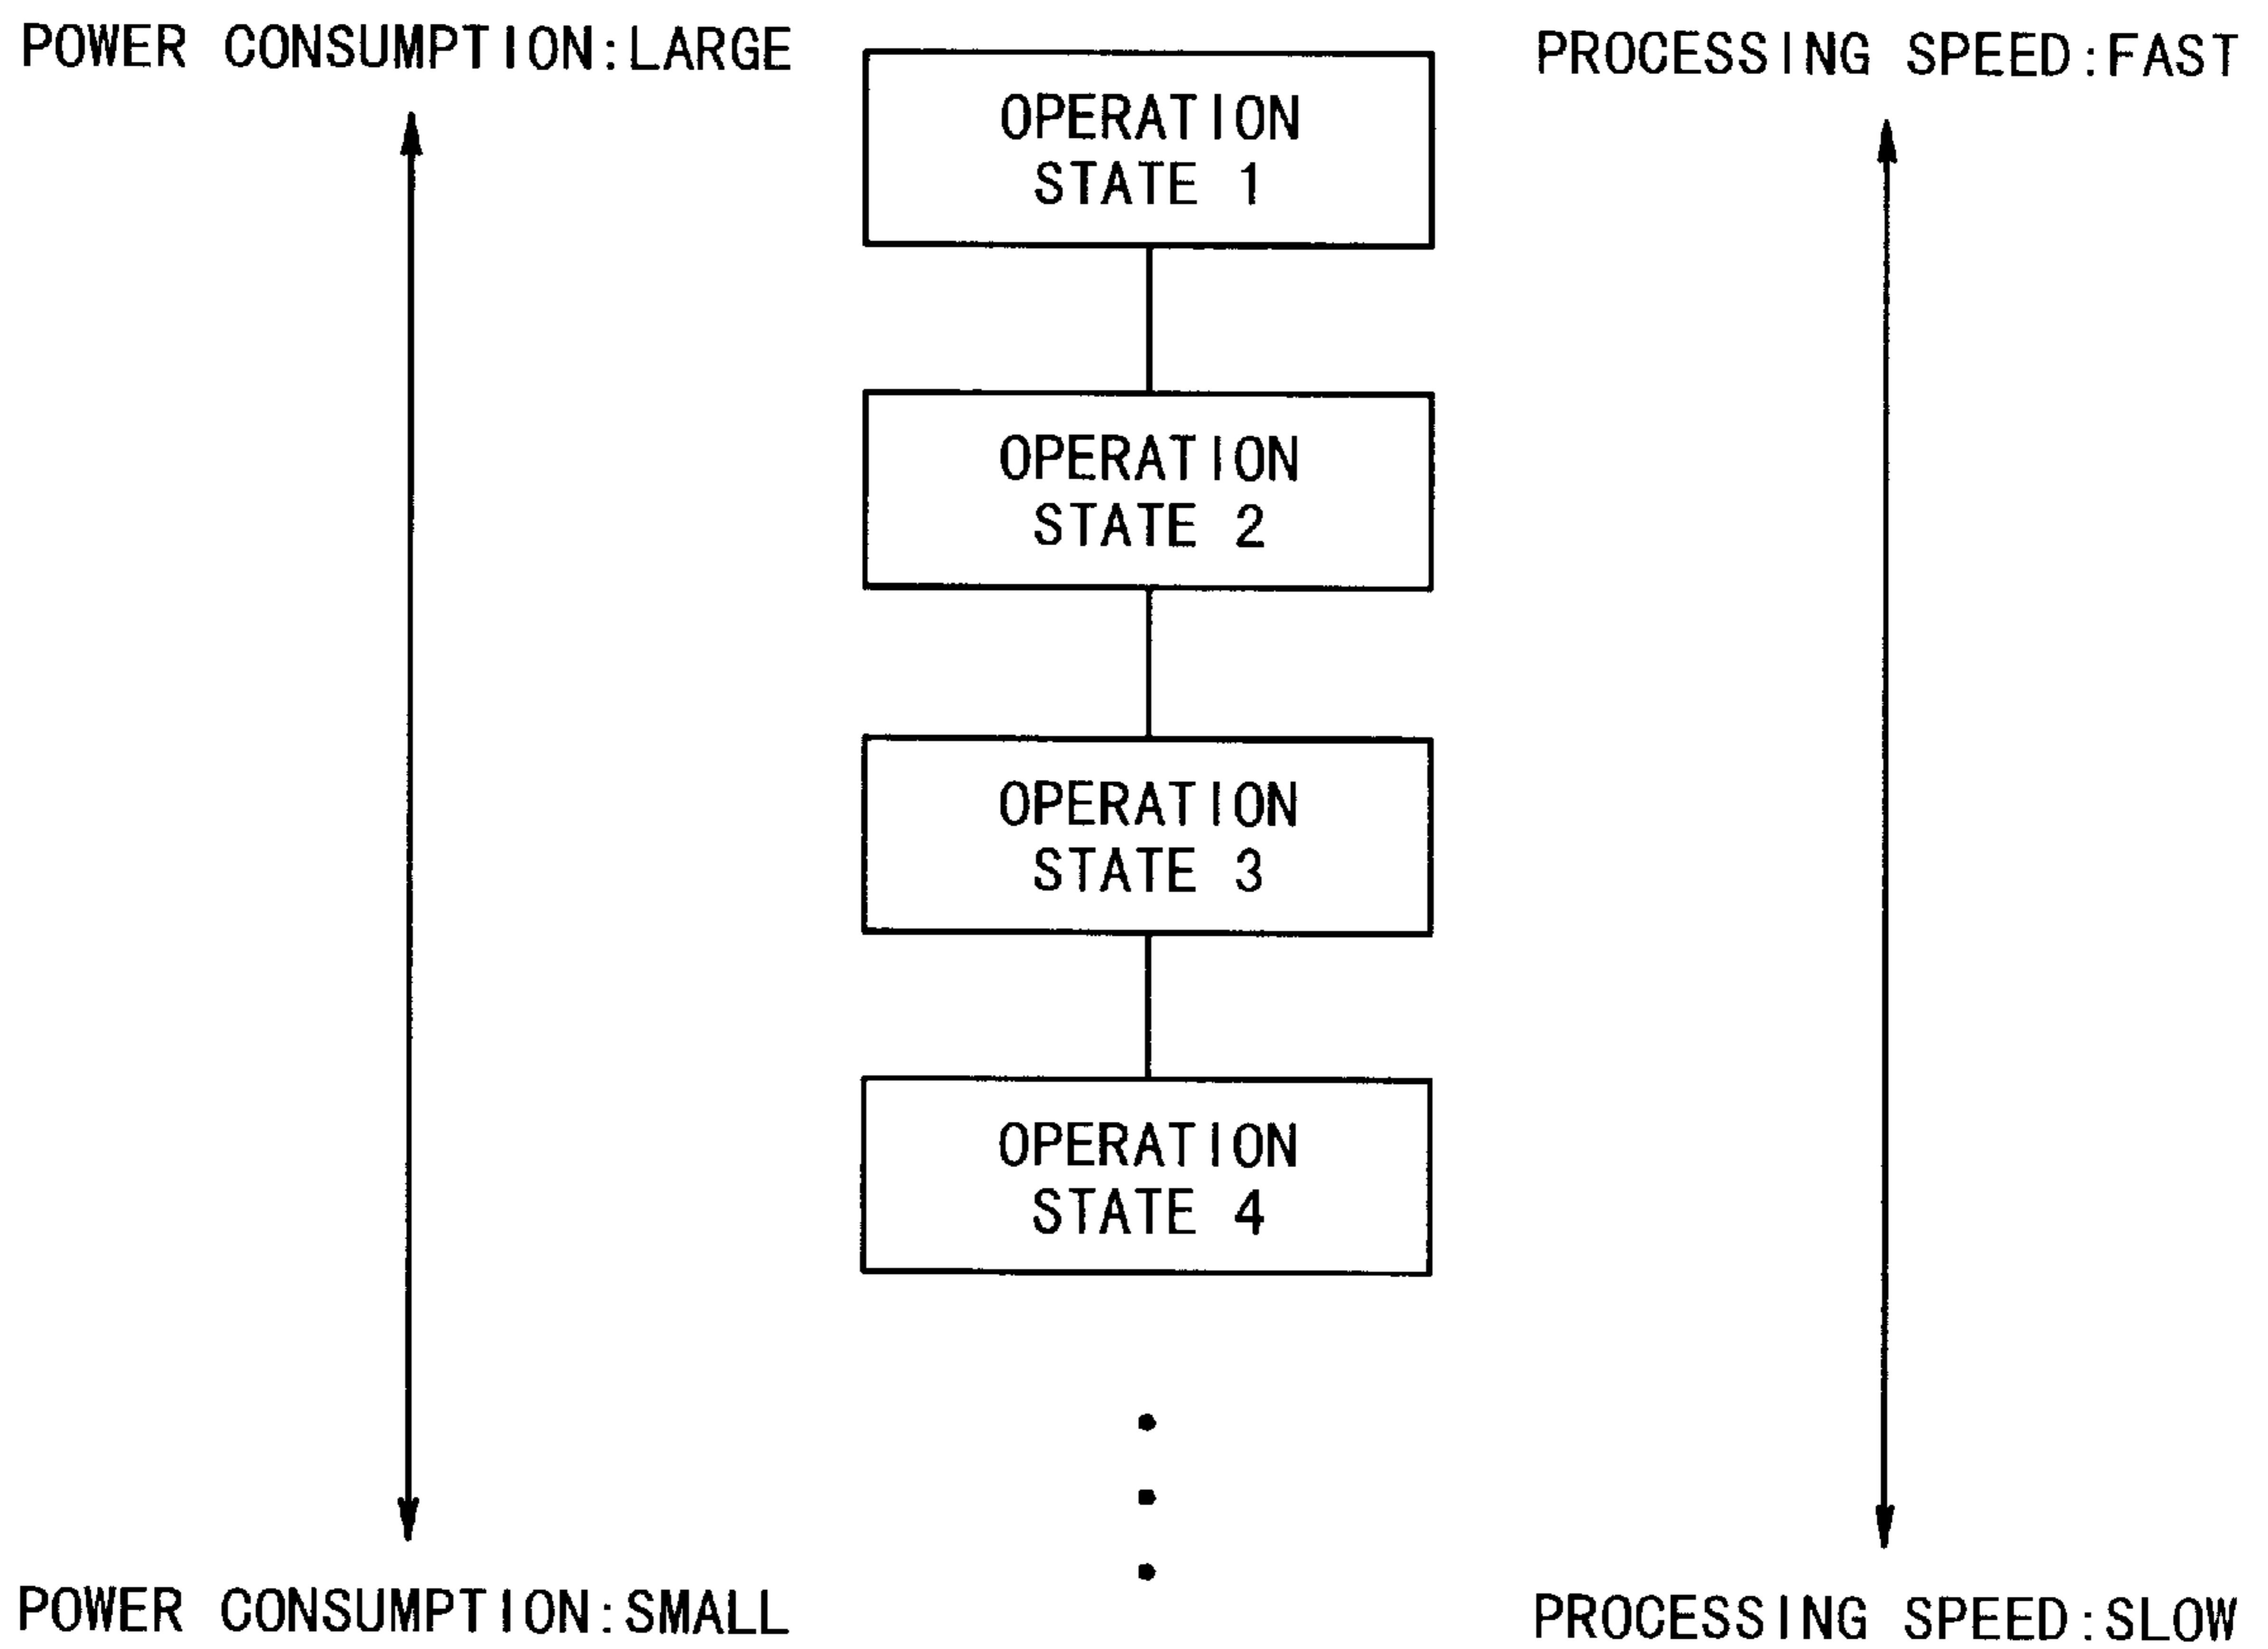 POWER CONSUMPTION:LARGE
PROCESSING SPEED:FAST
OPERATION
STATE 1
OPERATION
STATE 2
OPERATION
STATE 3
OPERATION
STATE 4
POWER CONSUMPTION:SMALL
PROCESSING SPEED:SLOW